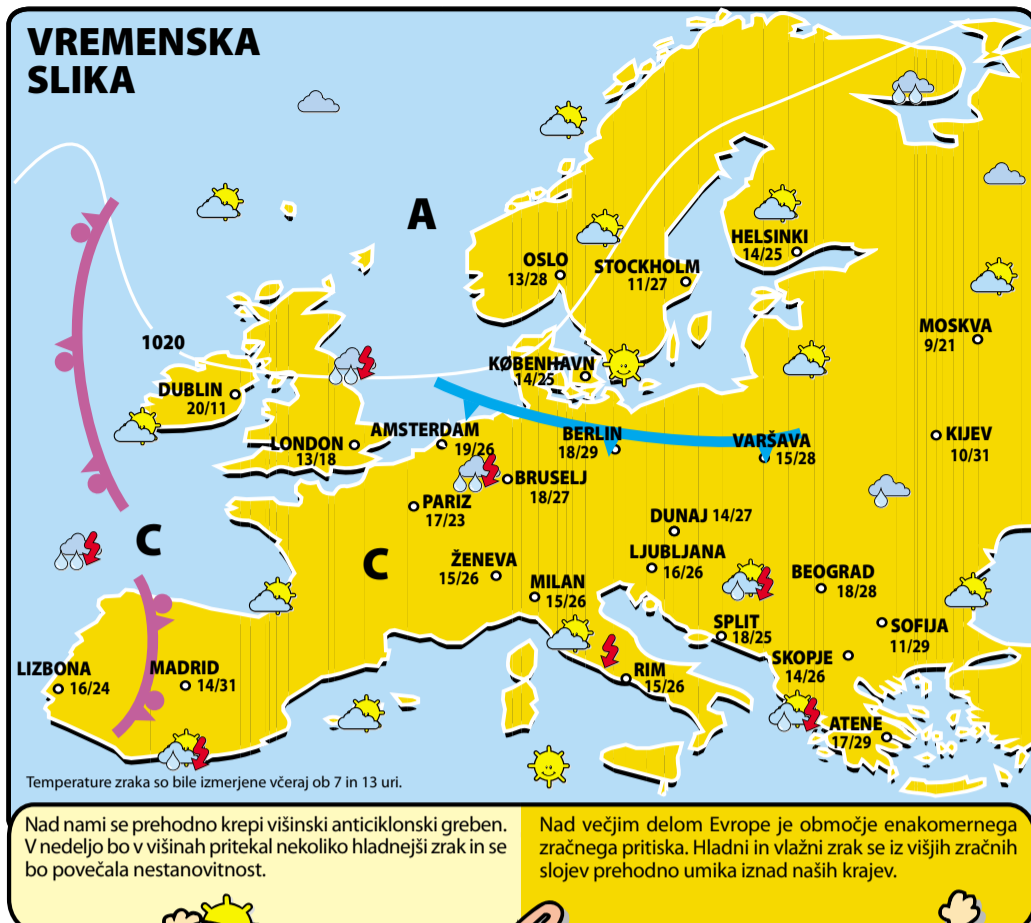 VREMENSKA
SLIKA
A
HELSINKI
14/25
OSLO
13/28
STOCKHOLM
11/27
MOSKVA
9/21
1020
KØBENHAVN
14/25
DUBLIN
20/11
LONDON
13/18
AMSTERDAM
19/26
BERLIN
18/29
VARŠAVA
15/28
KIJEV
10/31
BRUSELJ
18/27
PARIZ
17/23
DUNAJ 14/27
C
C
ŽENEVA
15/26
LJUBLJANA
16/26
MILAN
15/26
BEOGRAD
18/28
SPLIT
18/25
SOFIJA
11/29
SKOPJE
14/26
LIZBONA
16/24
MADRID
14/31
RIM
15/26
ATENE
17/29
Temperature zraka so bile izmerjene včeraj ob 7 in 13 uri.
Nad nami se prehodno krepi višinski anticiklonski greben.
V nedeljo bo v višinah pritekal nekoliko hladnejši zrak in se
bo povečala nestanovitnost.
Nad večjim delom Evrope je območje enakomernega
zračnega pritiska. Hladni in vlažni zrak se iz višjih zračnih
slojev prehodno umika iznad naših krajev.